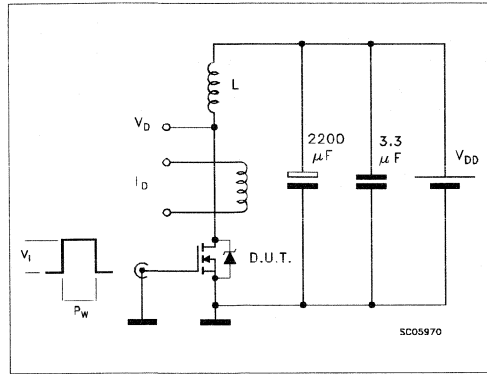 L
V_D
2200 μF
3.3 μF
V_DD
I_D
V_i
D.U.T.
P_W
SC05970